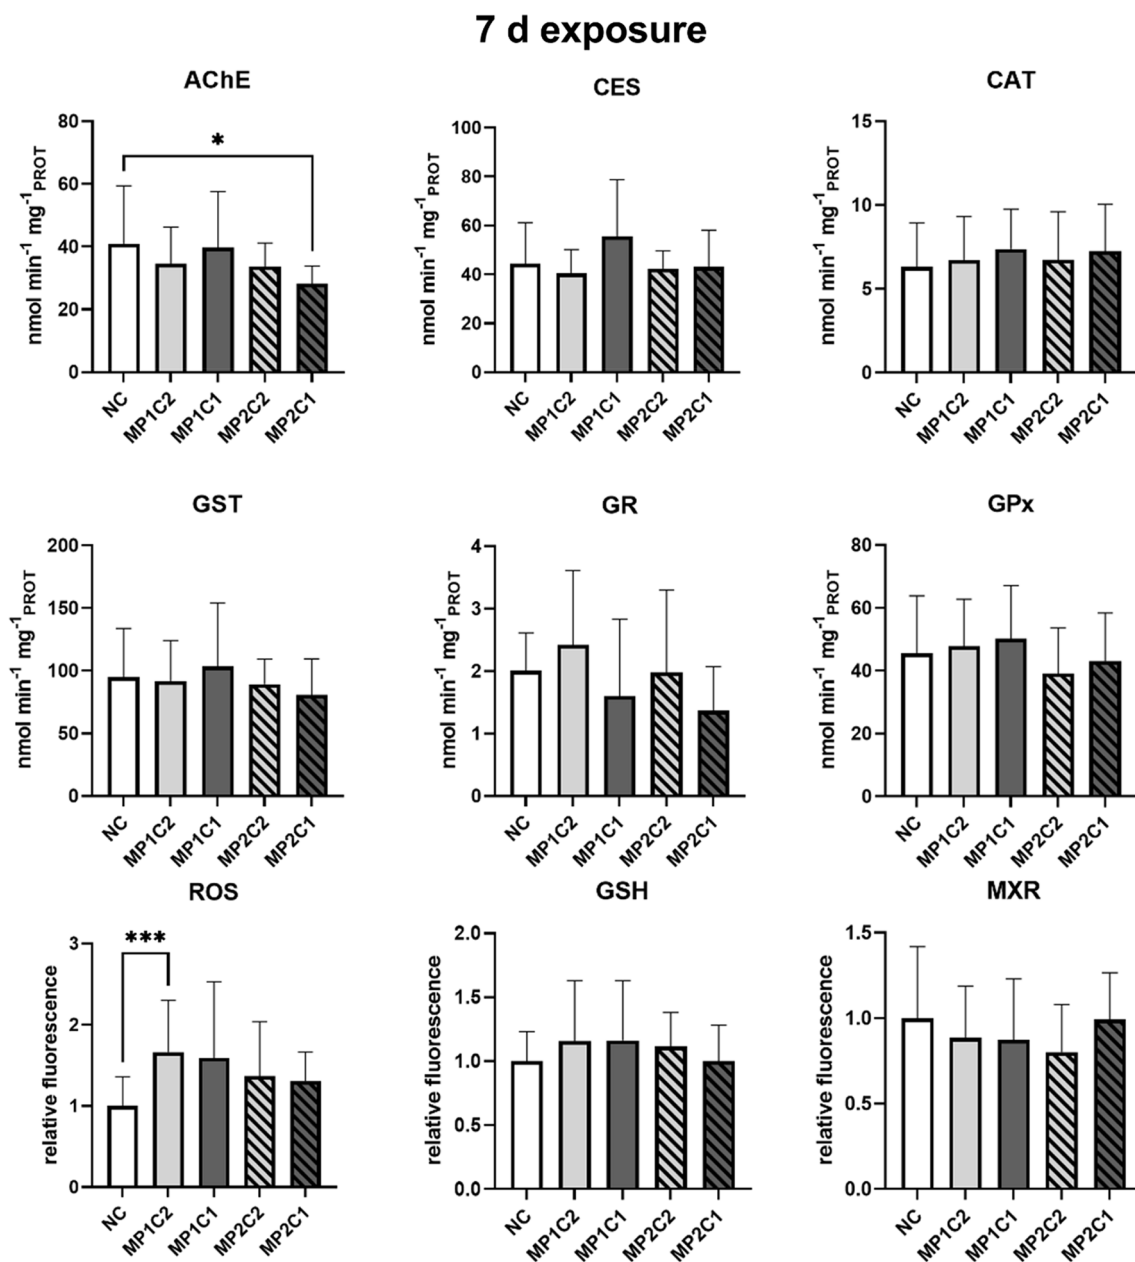 7 d exposure
AChE
80
60
40
20
0
nmol min⁻¹ mg⁻¹PROT
*
NC
MP1C2
MP1C1
MP2C2
MP2C1
CES
100
80
60
40
20
0
nmol min⁻¹ mg⁻¹PROT
NC
MP1C2
MP1C1
MP2C2
MP2C1
CAT
15
10
5
0
nmol min⁻¹ mg⁻¹PROT
NC
MP1C2
MP1C1
MP2C2
MP2C1
GST
200
150
100
50
0
nmol min⁻¹ mg⁻¹PROT
NC
MP1C2
MP1C1
MP2C2
MP2C1
GR
4
3
2
1
0
nmol min⁻¹ mg⁻¹PROT
NC
MP1C2
MP1C1
MP2C2
MP2C1
GPx
80
60
40
20
0
nmol min⁻¹ mg⁻¹PROT
NC
MP1C2
MP1C1
MP2C2
MP2C1
ROS
3
2
1
0
relative fluorescence
***
NC
MP1C2
MP1C1
MP2C2
MP2C1
GSH
2.0
1.5
1.0
0.5
0.0
relative fluorescence
NC
MP1C2
MP1C1
MP2C2
MP2C1
MXR
1.5
1.0
0.5
0.0
relative fluorescence
NC
MP1C2
MP1C1
MP2C2
MP2C1